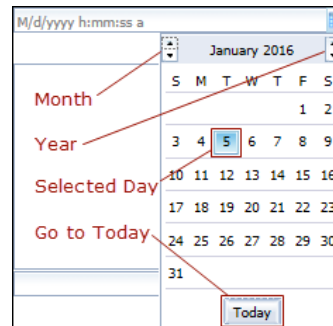 M/d/yyyy h:mm:ss a
January 2016
S M T W T F S
Month
1 2
Year
3 4 5 6 7 8 9
Selected Day
10 11 12 13 14 15 16
17 18 19 20 21 22 23
Go to Today
24 25 26 27 28 29 30
31
Today